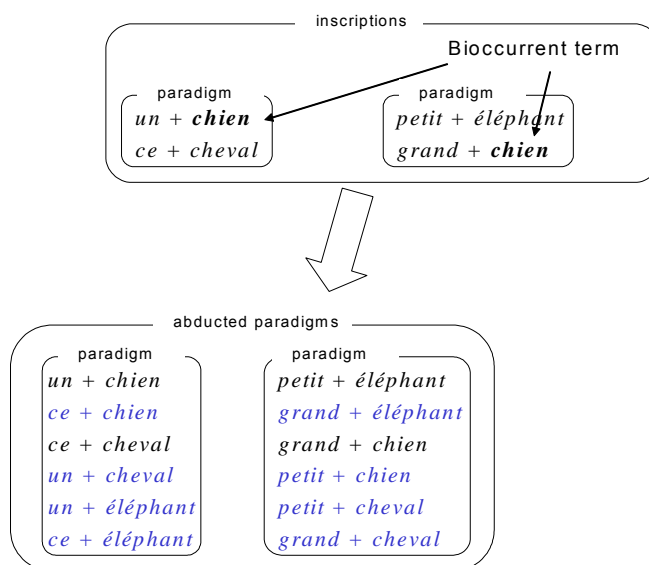 inscriptions
Bioccurrent term
paradigm
un + chien
ce + cheval
paradigm
petit + éléphant
grand + chien
abducted paradigms
paradigm
un + chien
ce + chien
ce + cheval
un + cheval
un + éléphant
ce + éléphant
paradigm
petit + éléphant
grand + éléphant
grand + chien
petit + chien
petit + cheval
grand + cheval